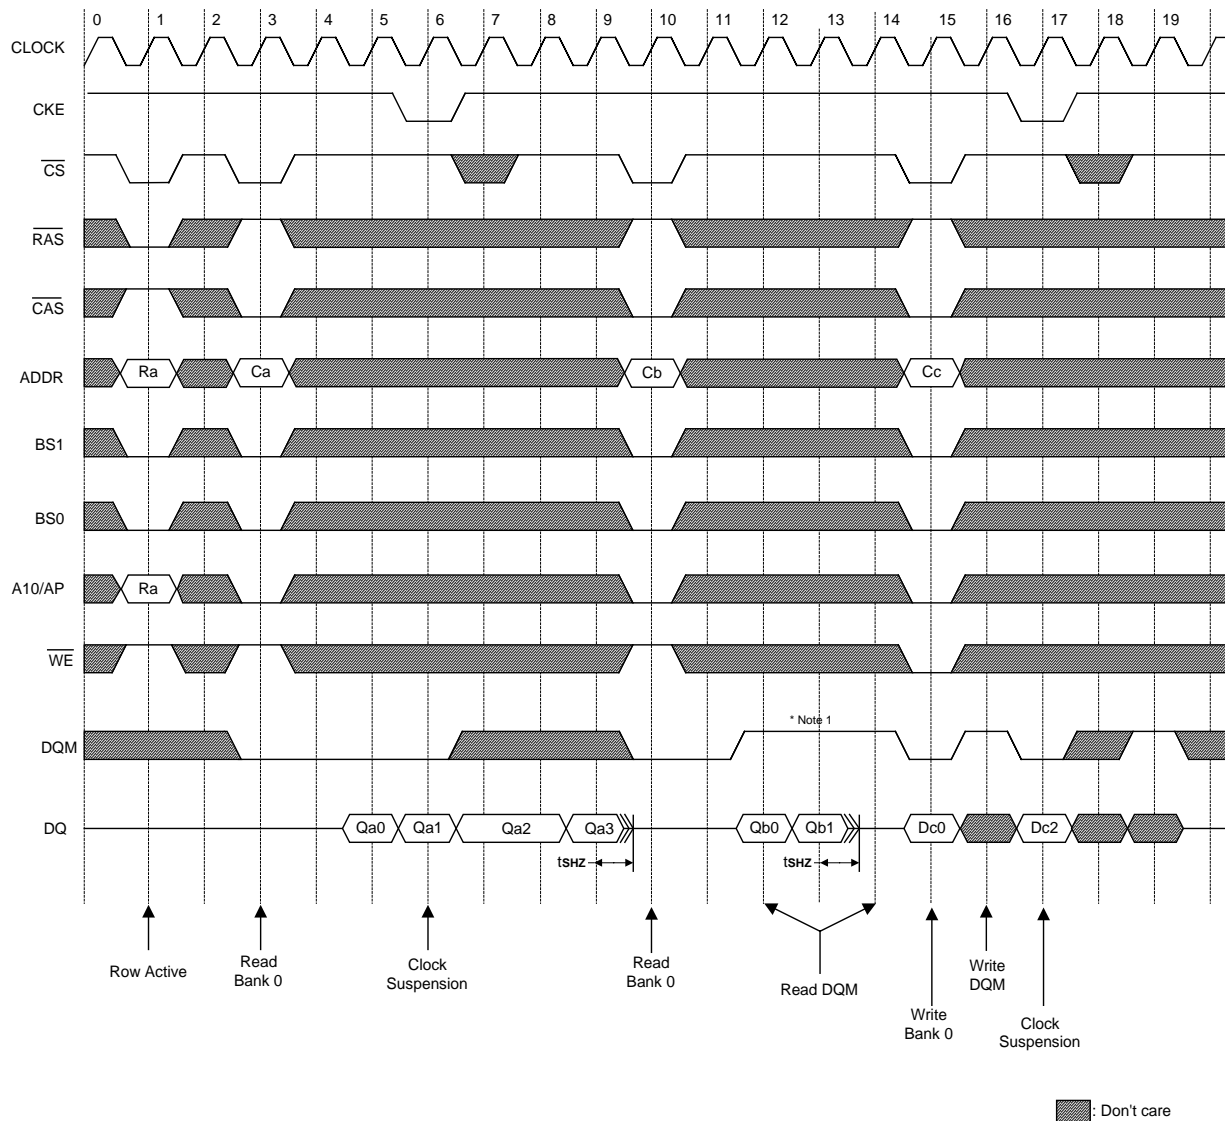 0 1 2 3 4 5 6 7 8 9 10 11 12 13 14 15 16 17 18 19
CLOCK
CKE
CS
RAS
CAS
ADDR Ra Ca Cb Cc
BS1
BS0
A10/AP Ra
WE
* Note 1
DQM
DQ Qa0 Qa1 Qa2 Qa3 Qb0 Qb1 Dc0 Dc2
tSHZ tSHZ
Row Active
Read
Bank 0
Clock
Suspension
Read
Bank 0
Read DQM
Write
Bank 0
Write
DQM
Clock
Suspension
: Don't care